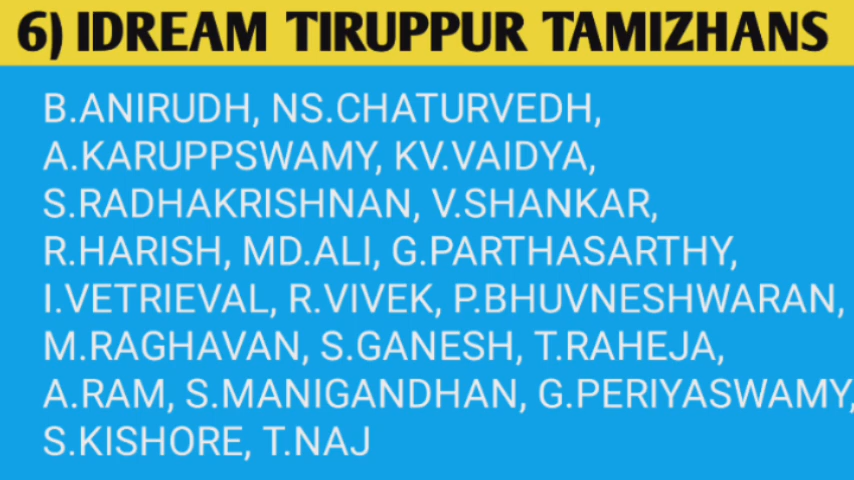 6) IDREAM TIRUPPUR TAMIZHANS
B.ANIRUDH, NS.CHATURVEDH,
A.KARUPPSWAMY, KV.VAIDYA,
S.RADHAKRISHNAN, V.SHANKAR,
R.HARISH, MD.ALI, G.PARTHASARTHY,
I.VETRIEVAL, R.VIVEK, P.BHUVNESHWARAN,
M.RAGHAVAN, S.GANESH, T.RAHEJA,
A.RAM, S.MANIGANDHAN, G.PERIYASWAMY,
S.KISHORE, T.NAJ